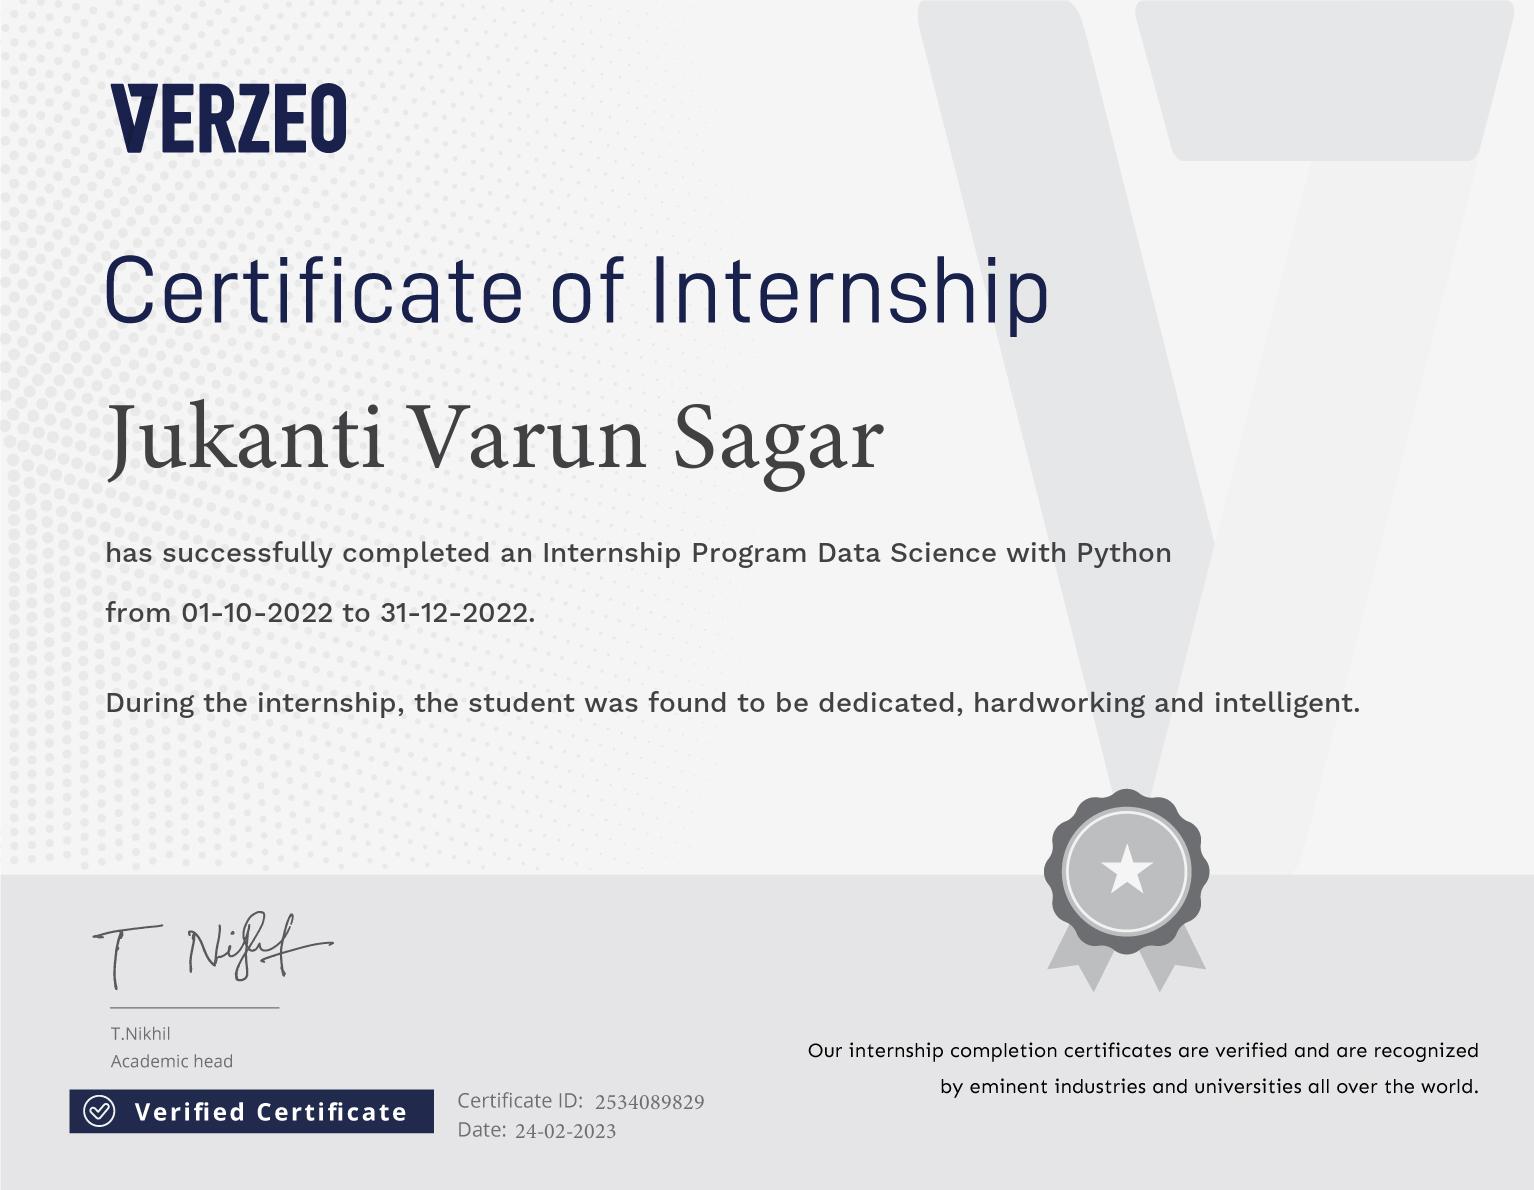 VERZEO
Certificate of Internship
Jukanti Varun Sagar
has successfully completed an Internship Program Data Science with Python
from 01-10-2022 to 31-12-2022.
During the internship, the student was found to be dedicated, hardworking and intelligent.
T Nikhil
T.Nikhil
Academic head
Verified Certificate
Certificate ID: 2534089829
Date: 24-02-2023
Our internship completion certificates are verified and are recognized
by eminent industries and universities all over the world.